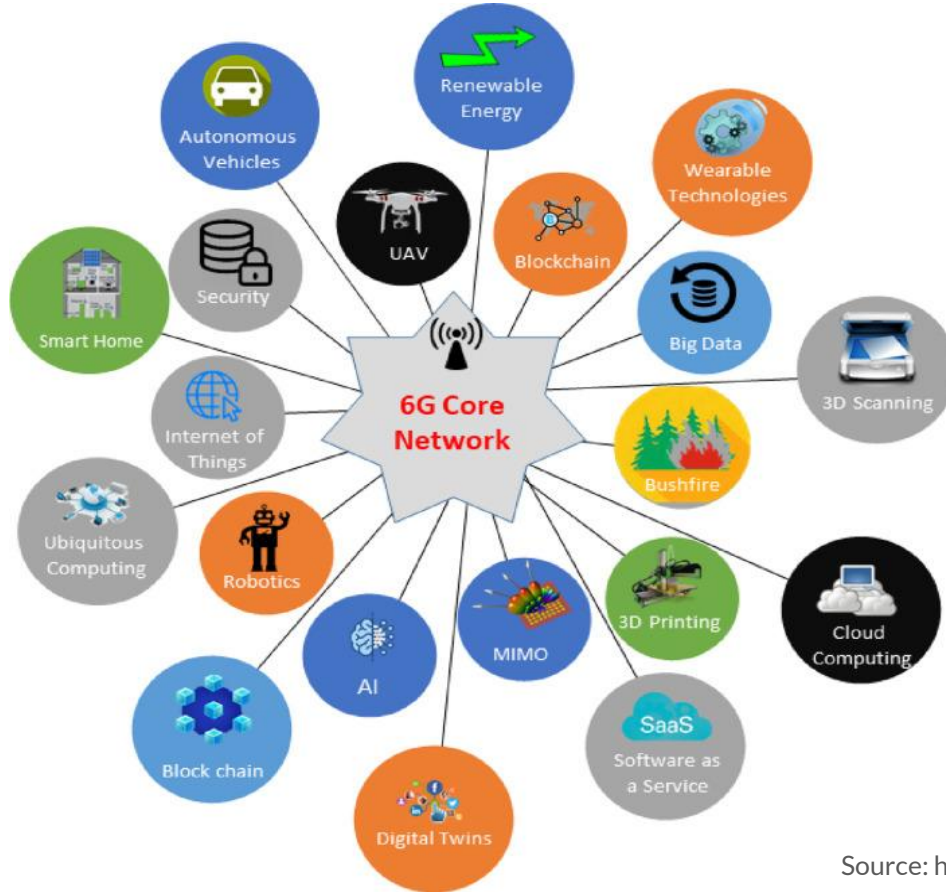 Renewable
Energy
Autonomous
Vehicles
Wearable
Technologies
UAV
B
Blockchain
Security
Smart Home
Big Data
3D Scanning
6G Core
Network
Internet of
Things
Bushfire
Ubiquitous
Computing
Robotics
3D Printing
Cloud
Computing
MIMO
AI
SaaS
Software as
a Service
Block chain
Digital Twins
Source: h